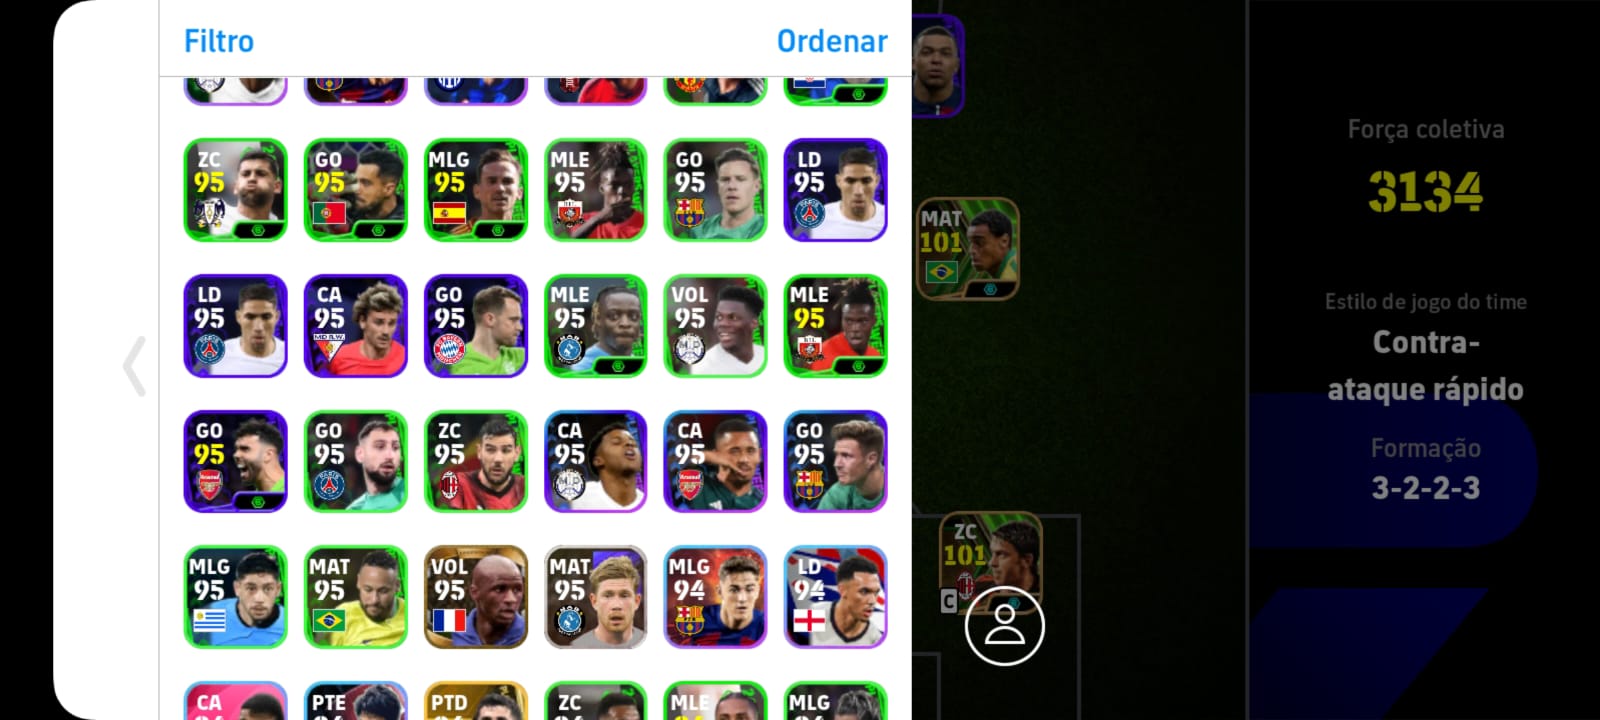 Filtro
Ordenar
ZC
95
GO
95
MLG
95
MLE
95
GO
95
LD
95
LD
95
CA
95
GO
95
MLE
95
VOL
95
MLE
95
GO
95
GO
95
ZC
95
CA
95
CA
95
GO
95
MLG
95
MAT
95
VOL
95
MAT
95
MLG
94
LD
94
CA
PTE
PTD
ZC
MLE
MLG
MAT
101
ZC
101
C
Força coletiva
3134
Estilo de jogo do time
Contra-
ataque rápido
Formação
3-2-2-3